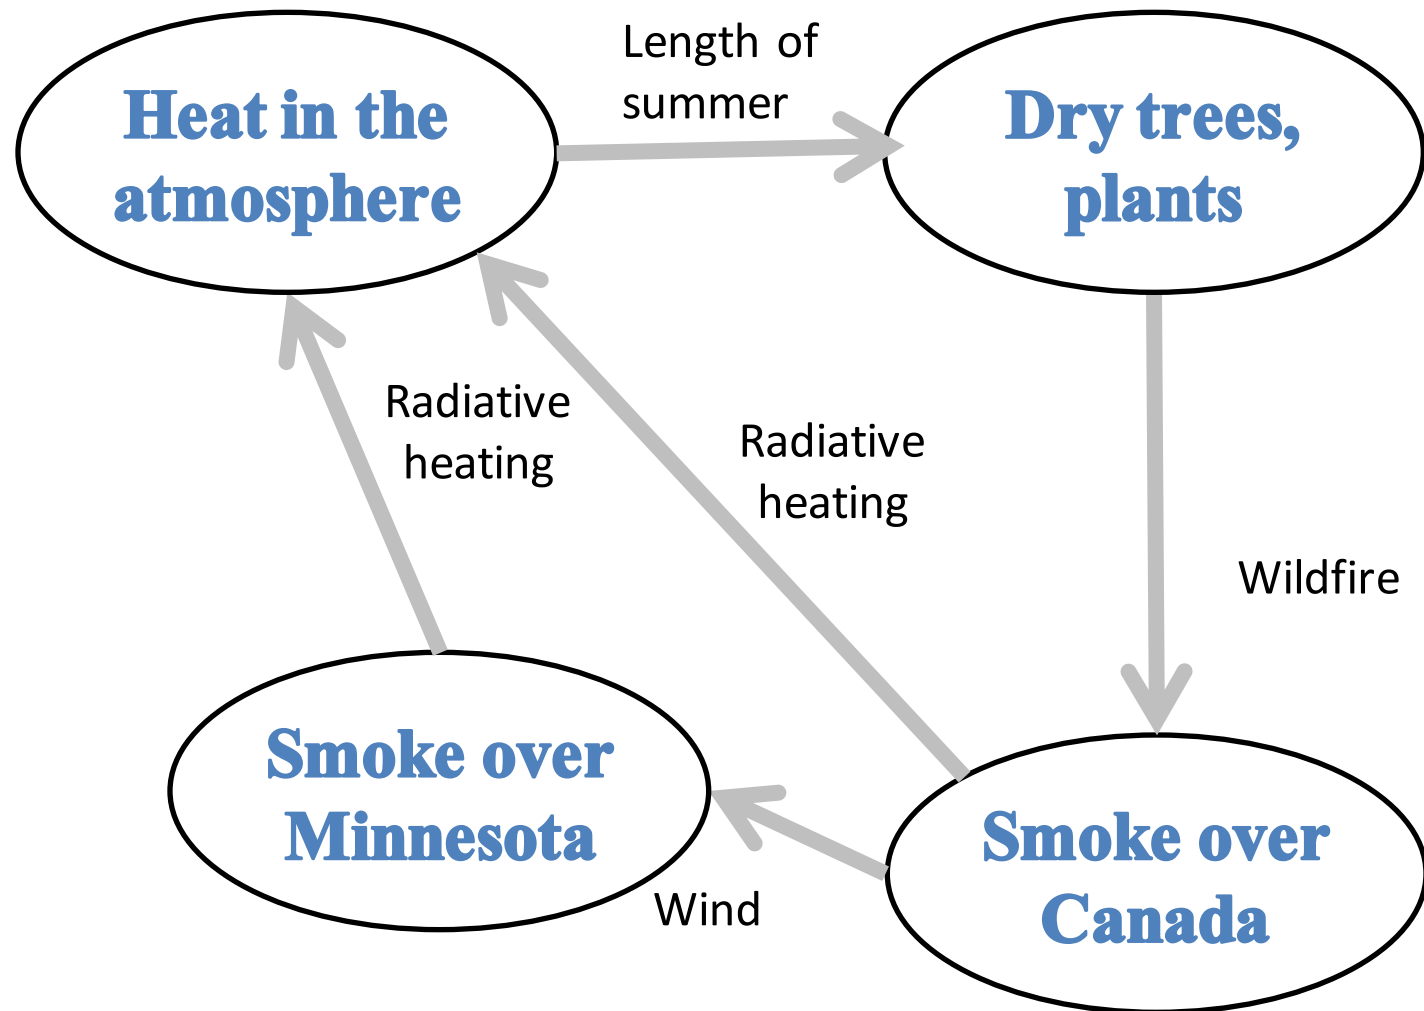 Length of
summer
Heat in the
atmosphere
Dry trees,
plants
Radiative
heating
Radiative
heating
Wildfire
Smoke over
Minnesota
Wind
Smoke over
Canada